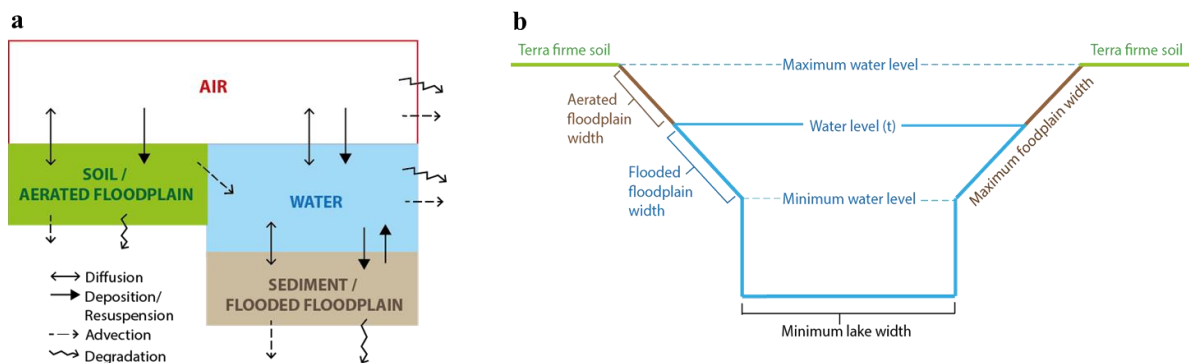 a
AIR
SOIL /
AERATED FLOODPLAIN
WATER
SEDIMENT /
FLOODED FLOODPLAIN
Diffusion
Deposition/
Resuspension
Advection
Degradation
b
Terra firme soil
Terra firme soil
Maximum water level
Aerated
floodplain
width
Water level (t)
Flooded
floodplain
width
Maximum foodplain width
Minimum water level
Minimum lake width